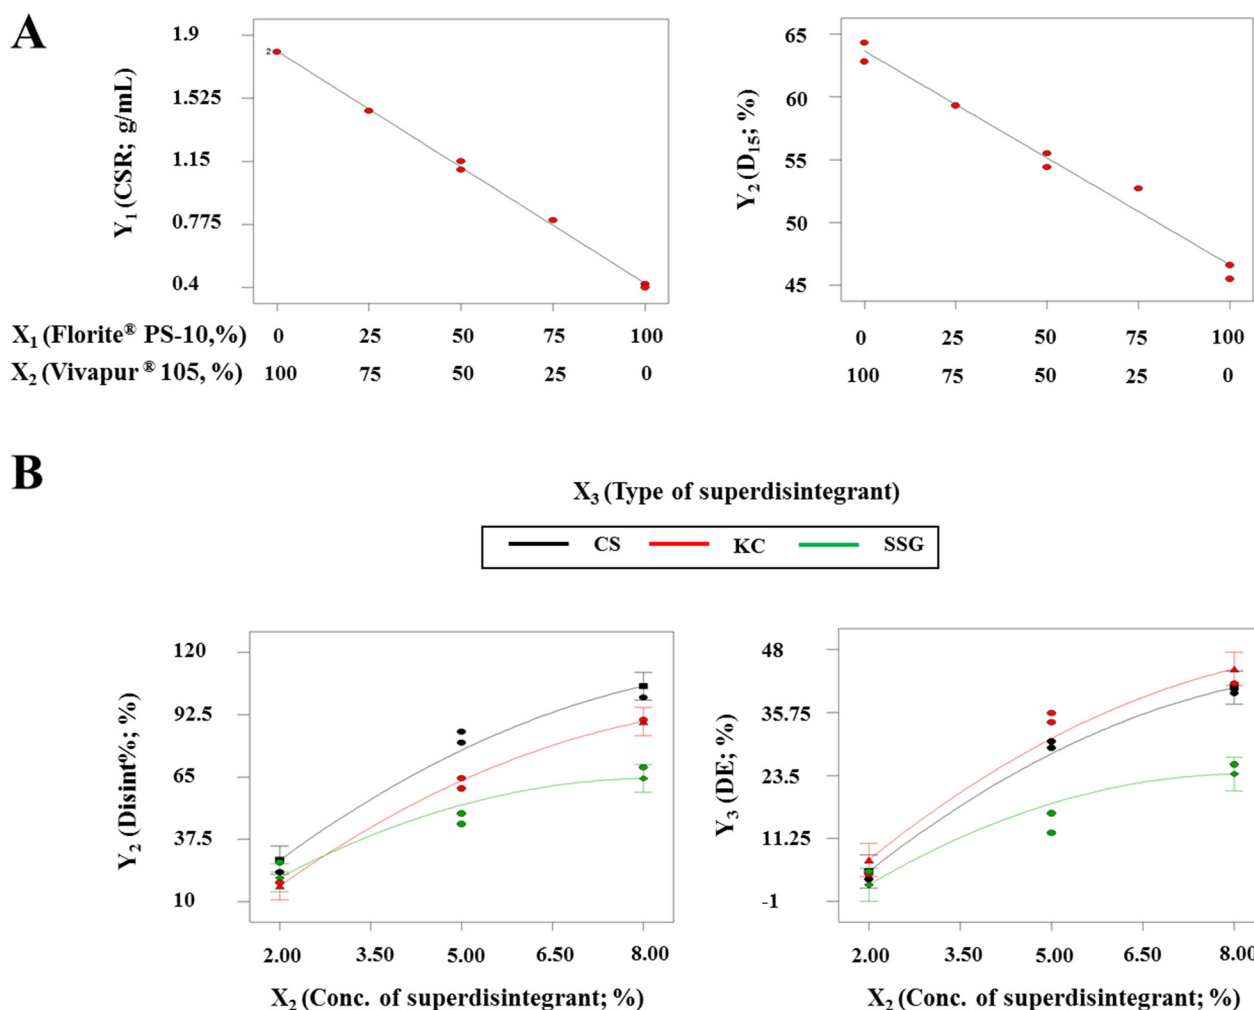 A
Y1 (CSR; g/mL)
1.9
1.525
1.15
0.775
0.4
2
Y2 (D15; %)
65
60
55
50
45
X1 (Florite® PS-10,%) 0 25 50 75 100 0 25 50 75 100
X2 (Vivapur ® 105, %) 100 75 50 25 0 100 75 50 25 0
B
X3 (Type of superdisintegrant)
CS KC SSG
Y2 (Disint%; %)
120
92.5
65
37.5
10
2.00 3.50 5.00 6.50 8.00
X2 (Conc. of superdisintegrant; %)
Y3 (DE; %)
48
35.75
23.5
11.25
-1
2.00 3.50 5.00 6.50 8.00
X2 (Conc. of superdisintegrant; %)